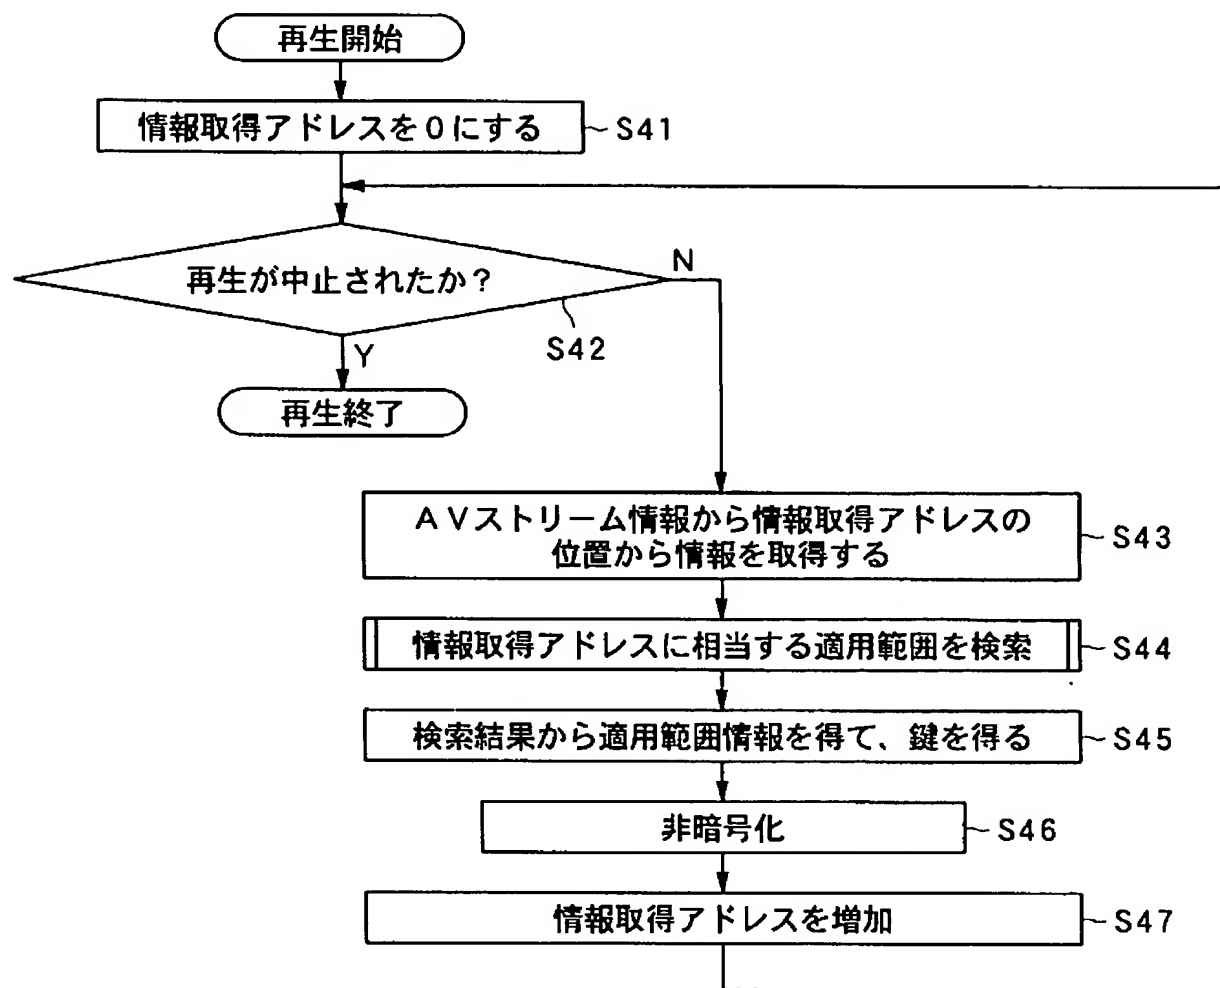 再生開始
情報取得アドレスを0にする
S41
再生が中止されたか?
N
S42
Y
再生終了
AVストリーム情報から情報取得アドレスの
位置から情報を取得する
S43
情報取得アドレスに相当する適用範囲を検索
S44
検索結果から適用範囲情報を得て、鍵を得る
S45
非暗号化
S46
情報取得アドレスを増加
S47